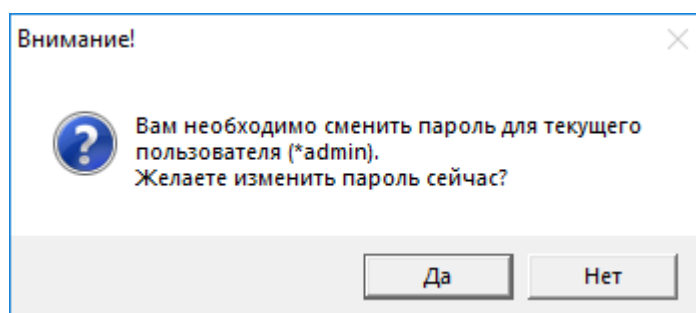 Внимание!
Вам необходимо сменить пароль для текущего
пользователя (*admin).
Желаете изменить пароль сейчас?
Да
Нет